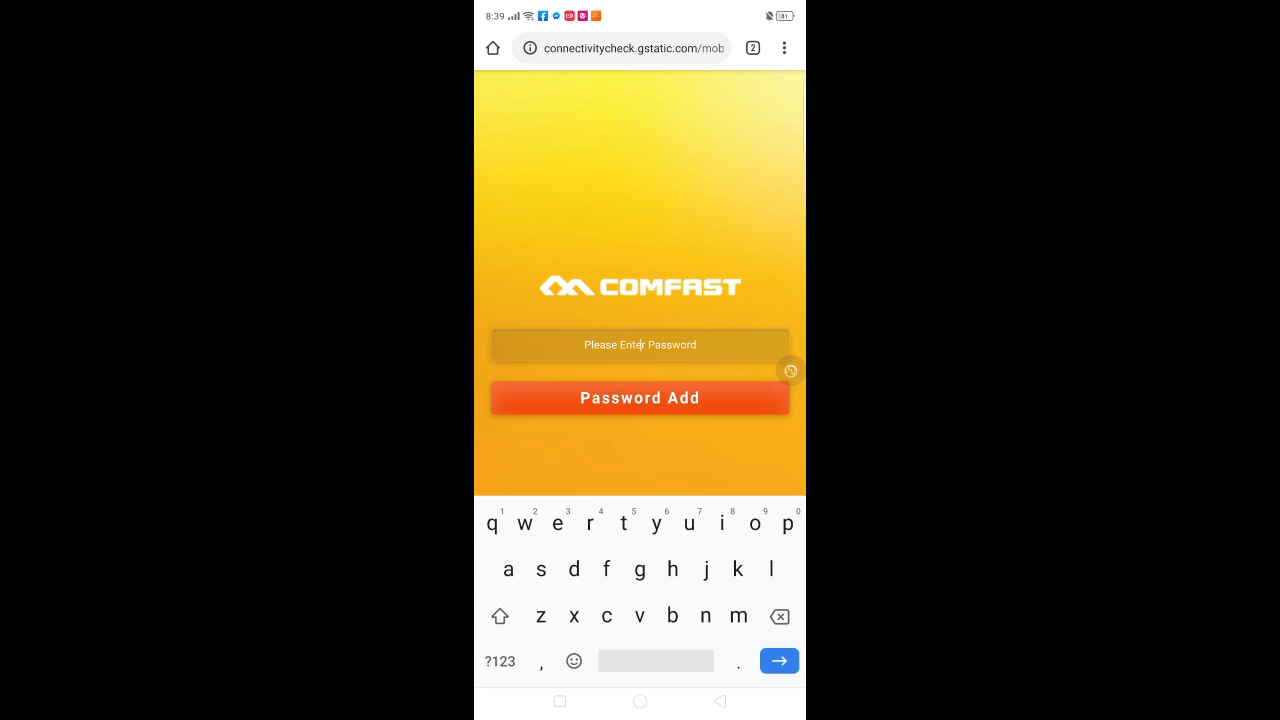 8:39
41
connectivitycheck.gstatic.com/mob
2
COMFAST
Please Enter Password
Password Add
1 2 3 4 5 6 7 8 9 0
q w e r t y u i o p
a s d f g h j k l
z x c v b n m
?123 , .